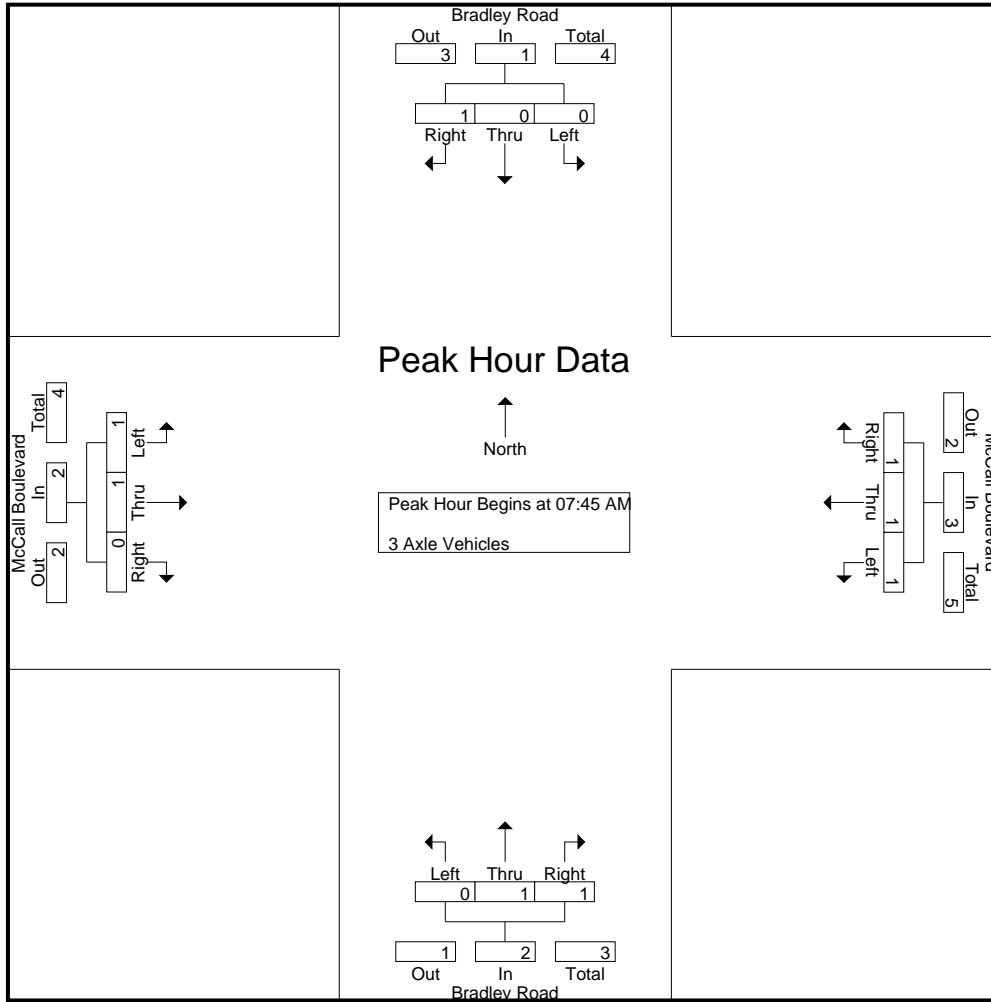 Bradley Road
Out In Total
3 1 4
1 0 0
Right Thru Left
Peak Hour Data
North
Peak Hour Begins at 07:45 AM
3 Axle Vehicles
McCall Boulevard
Out In Total
2 2 4
Right Thru Left
0 1 1
McCall Boulevard
Out In Total
2 3 5
Right Thru Left
1 1 1
Left Thru Right
0 1 1
1 2 3
Out In Total
Bradley Road